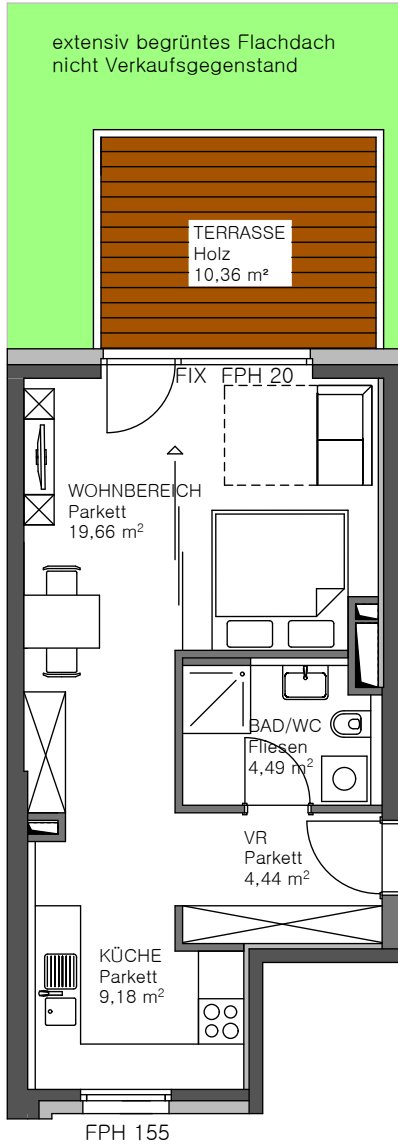 extensiv begrüntes Flachdach
nicht Verkaufsgegenstand
TERRASSE
Holz
10,36 m²
FIX FPH 20
WOHNBEREICH
Parkett
19,66 m²
BAD/WC
Fliesen
4,49 m²
VR
Parkett
4,44 m²
KÜCHE
Parkett
9,18 m²
FPH 155